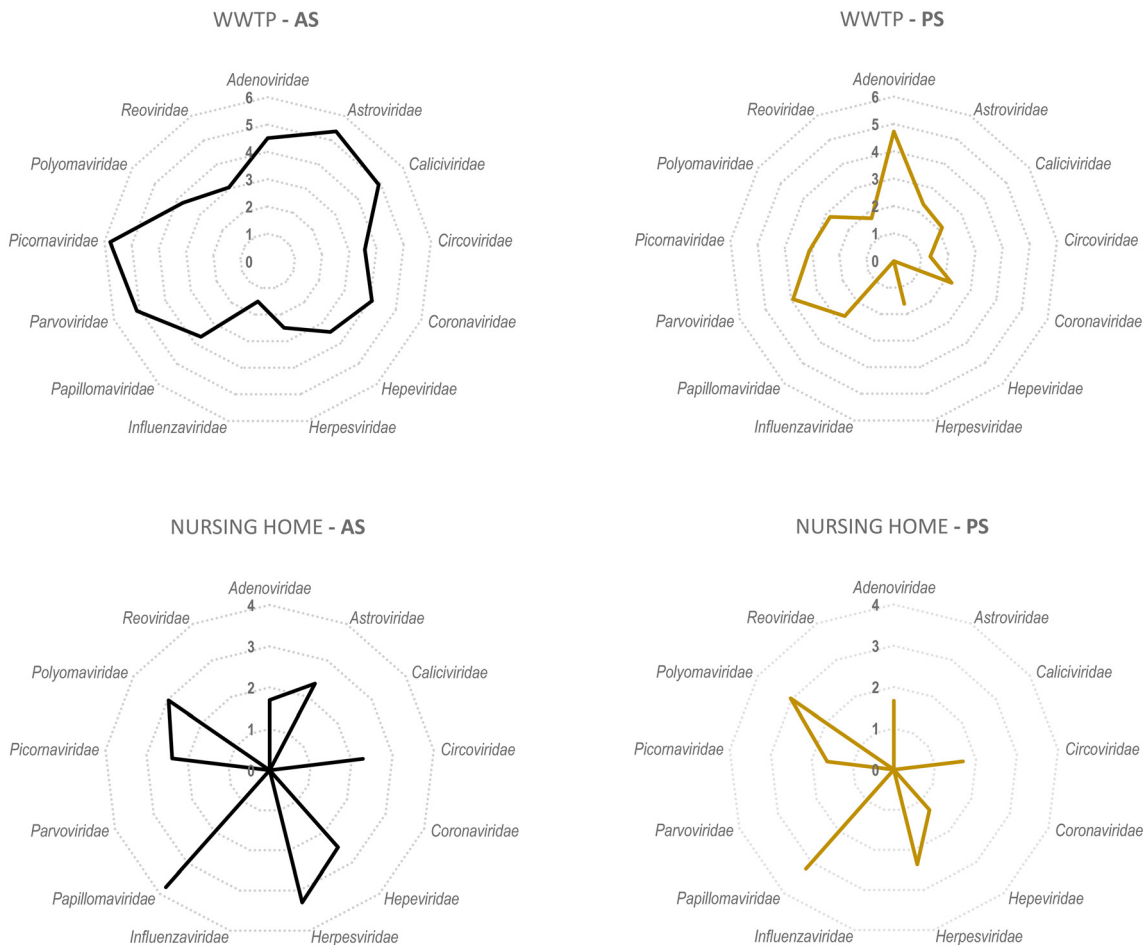 WWTP - AS
Adenoviridae
Astroviridae
Caliciviridae
Circoviridae
Coronaviridae
Hepeviridae
Herpesviridae
Influenzaviridae
Papillomaviridae
Parvoviridae
Picornaviridae
Polyomaviridae
Reoviridae
6
5
4
3
2
1
0
WWTP - PS
Adenoviridae
Astroviridae
Caliciviridae
Circoviridae
Coronaviridae
Hepeviridae
Herpesviridae
Influenzaviridae
Papillomaviridae
Parvoviridae
Picornaviridae
Polyomaviridae
Reoviridae
6
5
4
3
2
1
0
NURSING HOME - AS
Adenoviridae
Astroviridae
Caliciviridae
Circoviridae
Coronaviridae
Hepeviridae
Herpesviridae
Influenzaviridae
Papillomaviridae
Parvoviridae
Picornaviridae
Polyomaviridae
Reoviridae
4
3
2
1
0
NURSING HOME - PS
Adenoviridae
Astroviridae
Caliciviridae
Circoviridae
Coronaviridae
Hepeviridae
Herpesviridae
Influenzaviridae
Papillomaviridae
Parvoviridae
Picornaviridae
Polyomaviridae
Reoviridae
4
3
2
1
0